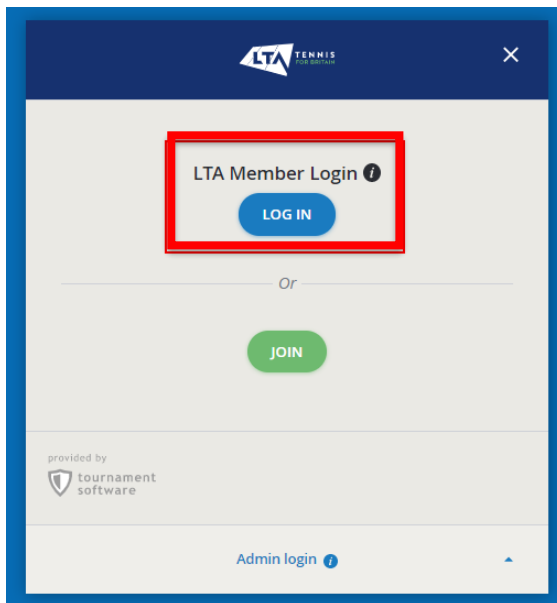 LTA TENNIS
FOR BRITAIN
LTA Member Login i
LOG IN
Or
JOIN
provided by
tournament
software
Admin login i